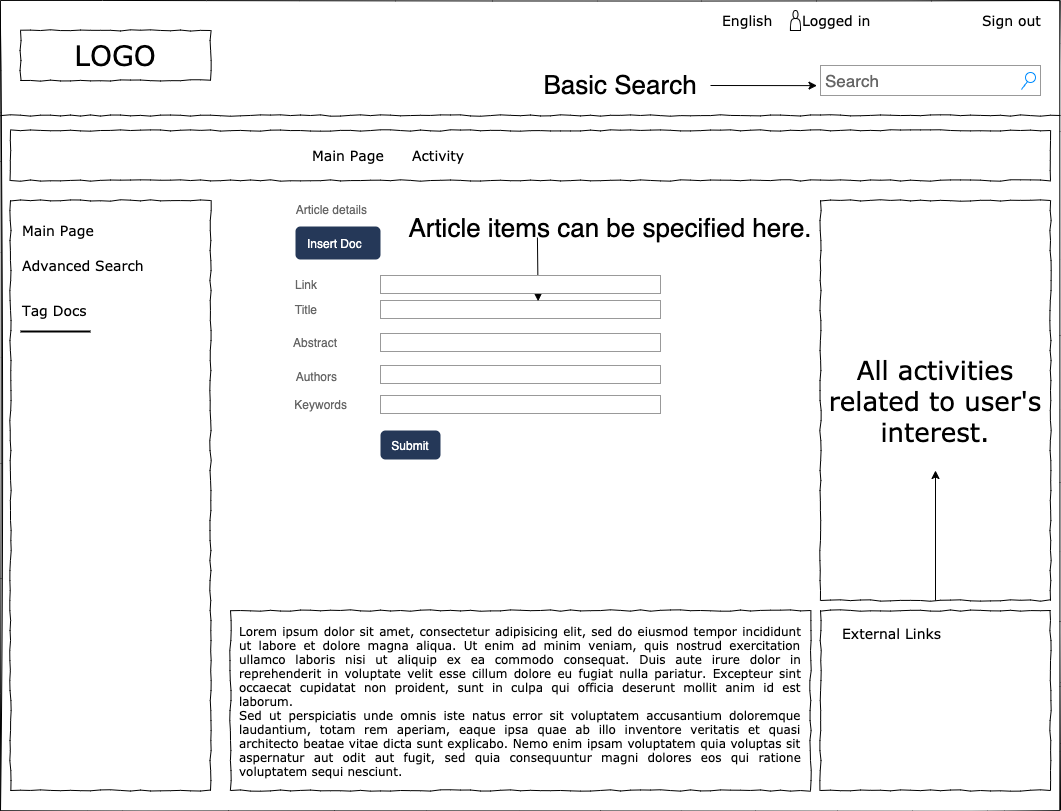 English
Logged in
Sign out
LOGO
Basic Search
Search
Main Page
Activity
Main Page
Advanced Search
Tag Docs
Article details
Article items can be specified here.
Insert Doc
Link
Title
Abstract
Authors
Keywords
Submit
All activities
related to user's
interest.
Lorem ipsum dolor sit amet, consectetur adipisicing elit, sed do eiusmod tempor incididunt
ut labore et dolore magna aliqua. Ut enim ad minim veniam, quis nostrud exercitation
ullamco laboris nisi ut aliquip ex ea commodo consequat. Duis aute irure dolor in
reprehenderit in voluptate velit esse cillum dolore eu fugiat nulla pariatur. Excepteur sint
occaecat cupidatat non proident, sunt in culpa qui officia deserunt mollit anim id est
laborum.
Sed ut perspiciatis unde omnis iste natus error sit voluptatem accusantium doloremque
laudantium, totam rem aperiam, eaque ipsa quae ab illo inventore veritatis et quasi
architecto beatae vitae dicta sunt explicabo. Nemo enim ipsam voluptatem quia voluptas sit
aspernatur aut odit aut fugit, sed quia consequuntur magni dolores eos qui ratione
voluptatem sequi nesciunt.
External Links